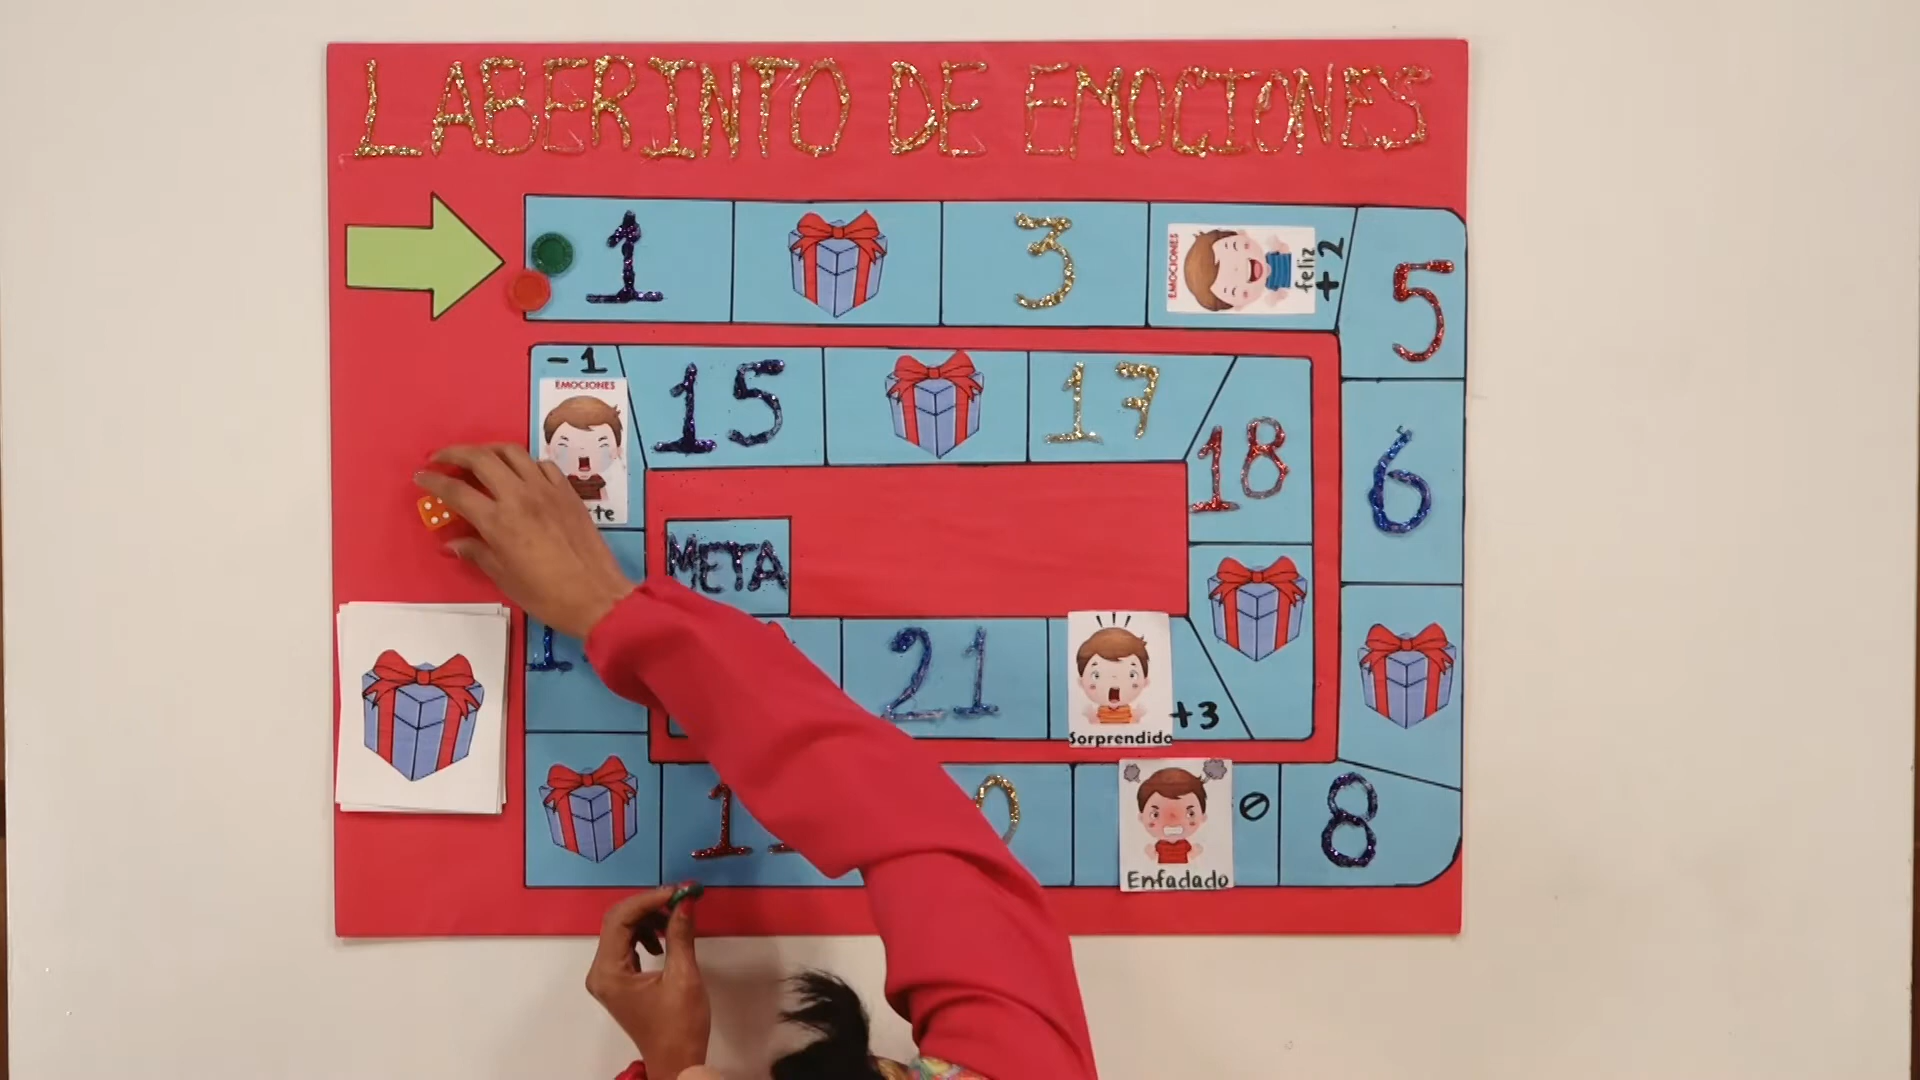 LABERINTO DE EMOCIONES
1
3
EMOCIONES
feliz
+2
5
-1
EMOCIONES
15
17
18
6
META
21
Sorprendido
+3
8
0
Enfadado